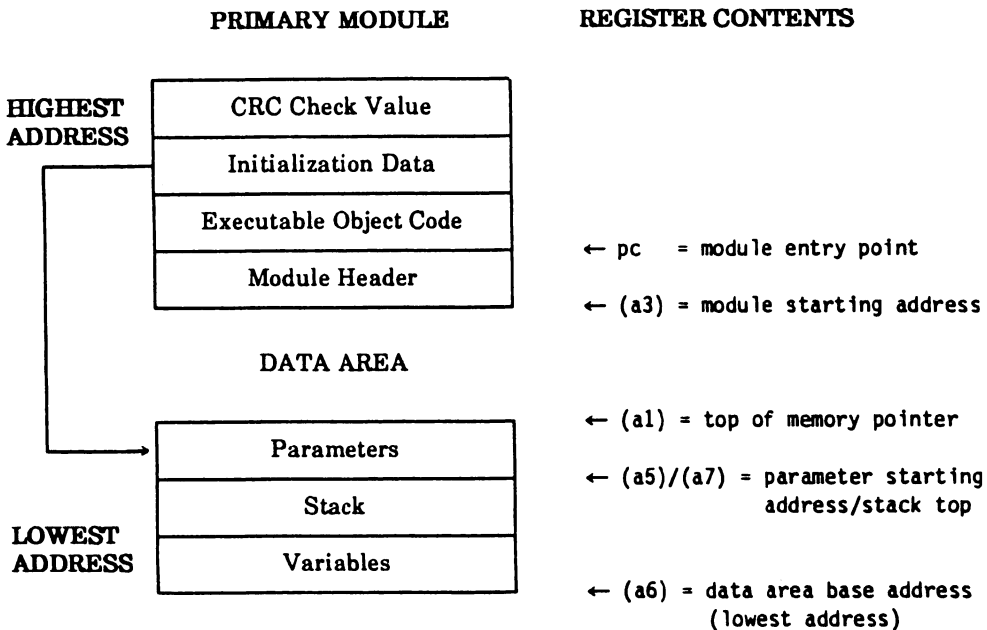 PRIMARY MODULE
REGISTER CONTENTS
HIGHEST
ADDRESS
CRC Check Value
Initialization Data
Executable Object Code
Module Header
← pc = module entry point
← (a3) = module starting address
DATA AREA
Parameters
Stack
Variables
LOWEST
ADDRESS
← (a1) = top of memory pointer
← (a5)/(a7) = parameter starting
address/stack top
← (a6) = data area base address
(lowest address)